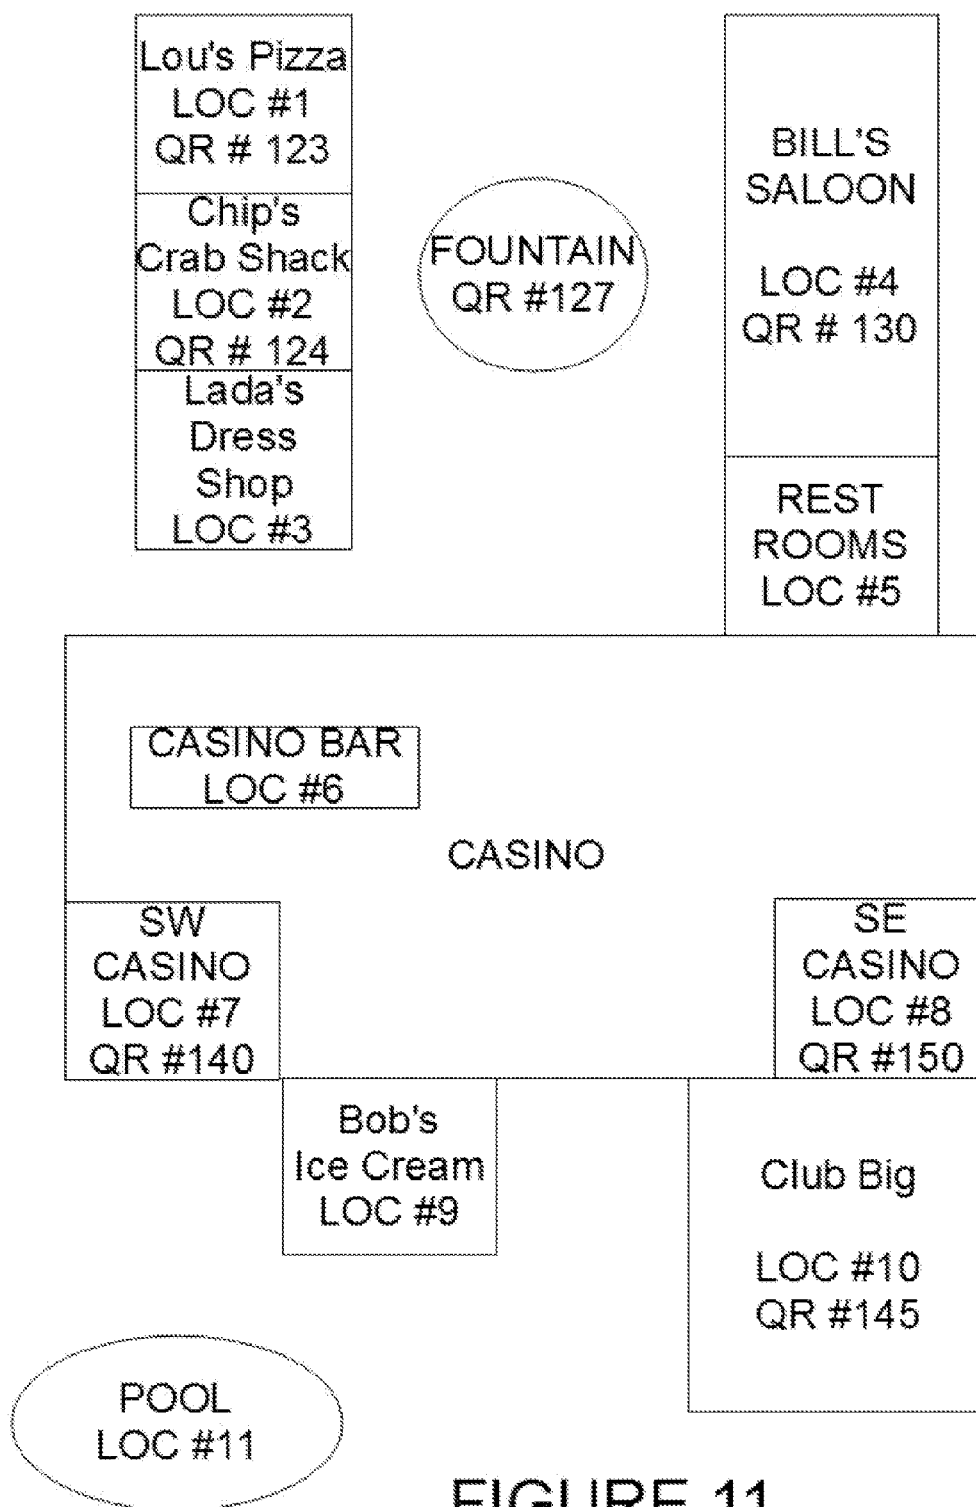 Lou's Pizza
LOC #1
QR # 123
Chip's
Crab Shack
LOC #2
QR # 124
Lada's
Dress
Shop
LOC #3
FOUNTAIN
QR #127
BILL'S
SALOON
LOC #4
QR # 130
REST
ROOMS
LOC #5
CASINO BAR
LOC #6
CASINO
SW
CASINO
LOC #7
QR #140
SE
CASINO
LOC #8
QR #150
Bob's
Ice Cream
LOC #9
Club Big
LOC #10
QR #145
POOL
LOC #11
FIGURE 11